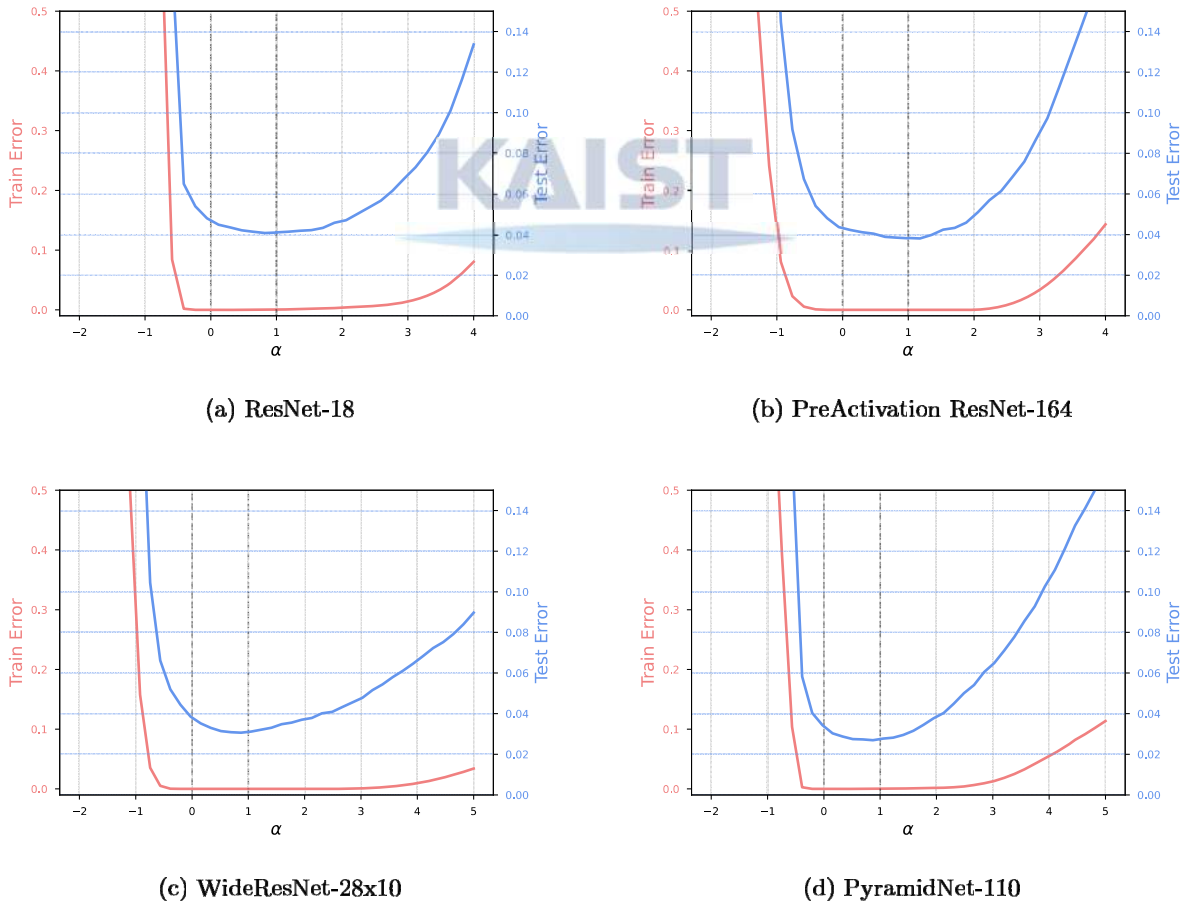 0.5 0.5
0.14 0.14
0.4 0.12 0.4 0.12
0.10 0.10
0.3 0.3
KAIST
Train Error 0.08 Test Error Train Error 0.08 Test Error
0.2 0.06 0.2 0.06
0.1 0.04 0.1 0.04
0.02 0.02
0.0 0.00 0.0 0.00
−2 −1 0 1 2 3 4 −2 −1 0 1 2 3 4
α α
(a) ResNet-18 (b) PreActivation ResNet-164
0.5 0.5
0.14 0.14
0.4 0.12 0.4 0.12
0.10 0.10
0.3 0.3
Train Error 0.08 Test Error Train Error 0.08 Test Error
0.2 0.06 0.2 0.06
0.1 0.04 0.1 0.04
0.02 0.02
0.0 0.00 0.0 0.00
−2 −1 0 1 2 3 4 5 −2 −1 0 1 2 3 4 5
α α
(c) WideResNet-28x10 (d) PyramidNet-110